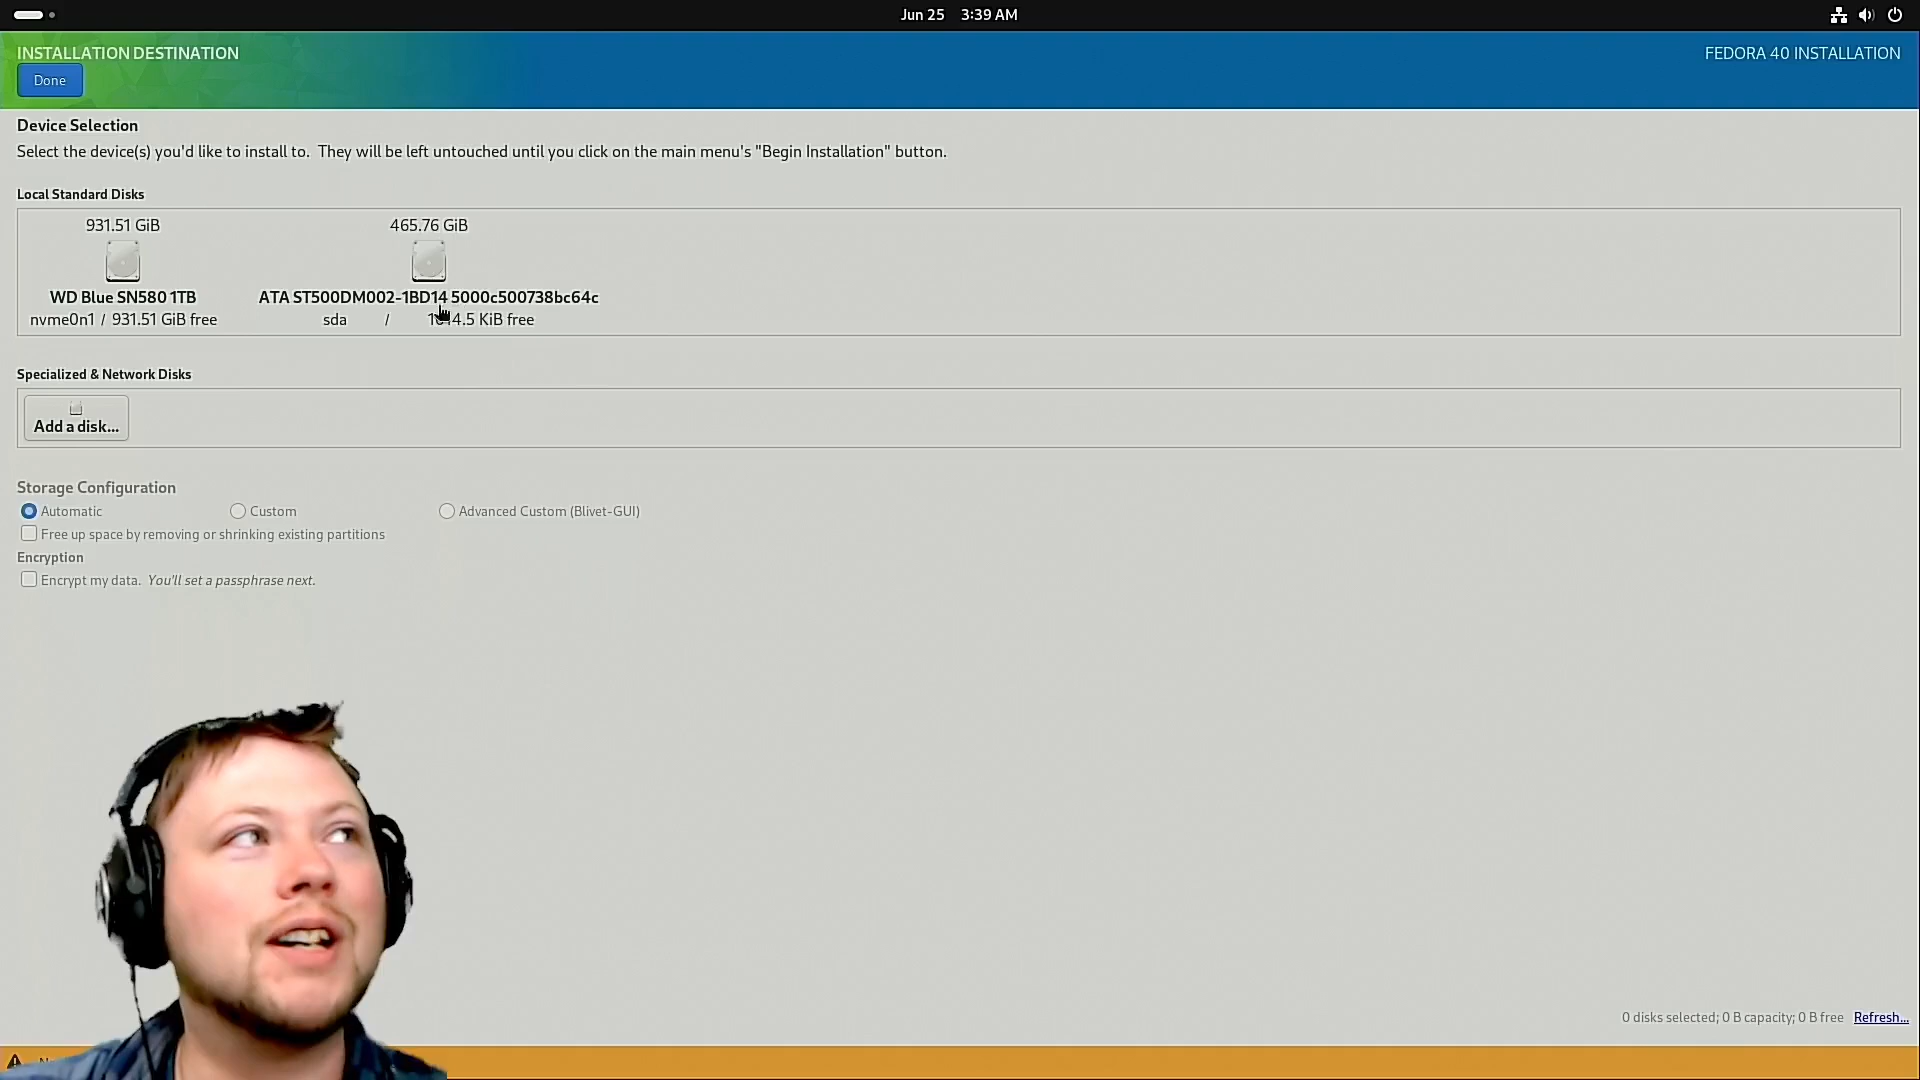 Jun 25 3:39 AM
INSTALLATION DESTINATION
FEDORA 40 INSTALLATION
Done
Device Selection
Select the device(s) you'd like to install to. They will be left untouched until you click on the main menu's "Begin Installation" button.
Local Standard Disks
931.51 GiB
465.76 GiB
WD Blue SN580 1TB
ATA ST500DM002-1BD14 5000c500738bc64c
nvme0n1 / 931.51 GiB free
sda / KiB free
Specialized & Network Disks
Add a disk...
Storage Configuration
Automatic
Custom
Advanced Custom (Blivet-GUI)
Free up space by removing or shrinking existing partitions
Encryption
Encrypt my data. You'll set a passphrase next.
0 disks selected; 0 B capacity; 0 B free Refresh...